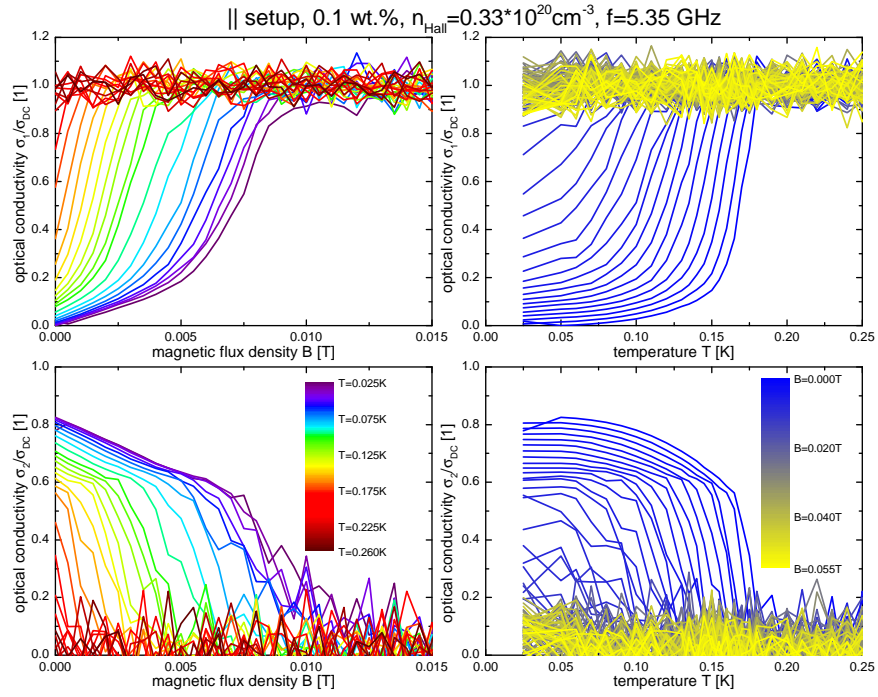 || setup, 0.1 wt.%, n_Hall=0.33*10^20cm^-3, f=5.35 GHz
optical conductivity σ₁/σ_DC [1]
1.2
1.0
0.8
0.6
0.4
0.2
0.0
0.000 0.005 0.010 0.015
magnetic flux density B [T]
optical conductivity σ₁/σ_DC [1]
1.2
1.0
0.8
0.6
0.4
0.2
0.0
0.00 0.05 0.10 0.15 0.20 0.25
temperature T [K]
optical conductivity σ₂/σ_DC [1]
1.0
0.8
0.6
0.4
0.2
0.0
T=0.025K
T=0.075K
T=0.125K
T=0.175K
T=0.225K
T=0.260K
0.000 0.005 0.010 0.015
magnetic flux density B [T]
optical conductivity σ₂/σ_DC [1]
1.0
0.8
0.6
0.4
0.2
0.0
B=0.000T
B=0.020T
B=0.040T
B=0.055T
0.00 0.05 0.10 0.15 0.20 0.25
temperature T [K]